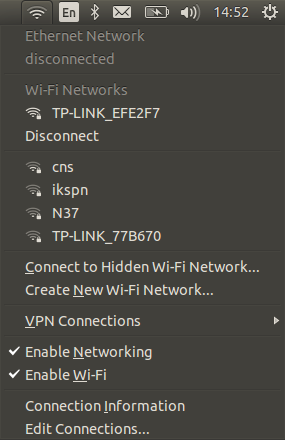 En 14:52
Ethernet Network
disconnected
Wi-Fi Networks
TP-LINK_EFE2F7
Disconnect
cns
ikspn
N37
TP-LINK_77B670
Connect to Hidden Wi-Fi Network...
Create New Wi-Fi Network...
VPN Connections
Enable Networking
Enable Wi-Fi
Connection Information
Edit Connections...